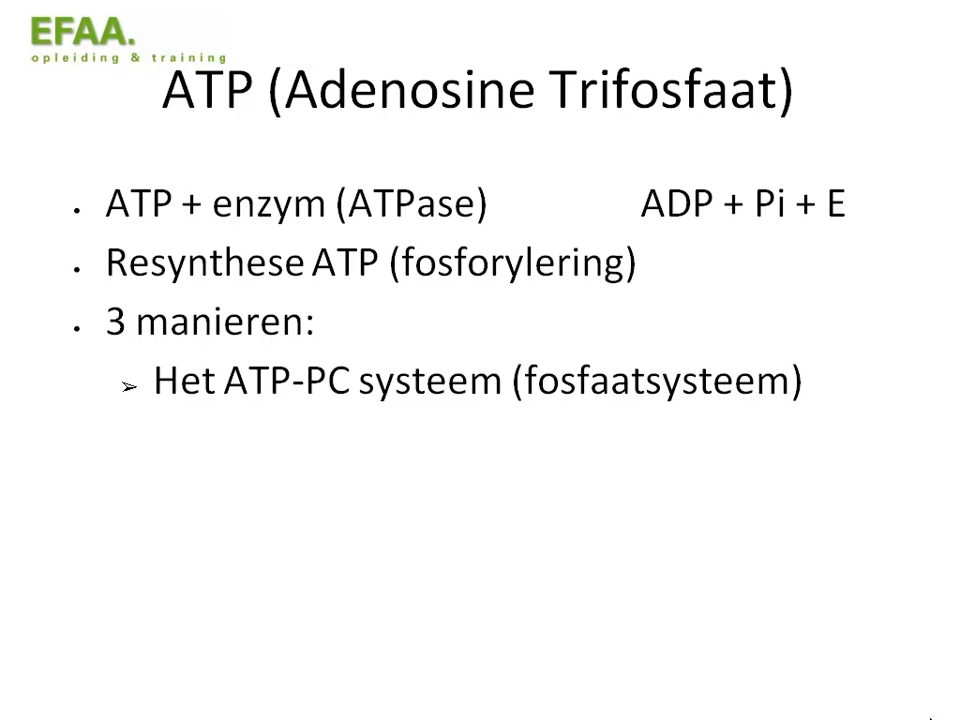 EFAA.
opleiding & training
ATP (Adenosine Trifosfaat)
• ATP + enzym (ATPase) ADP + Pi + E
• Resynthese ATP (fosforylering)
• 3 manieren:
➢ Het ATP-PC systeem (fosfaatsysteem)